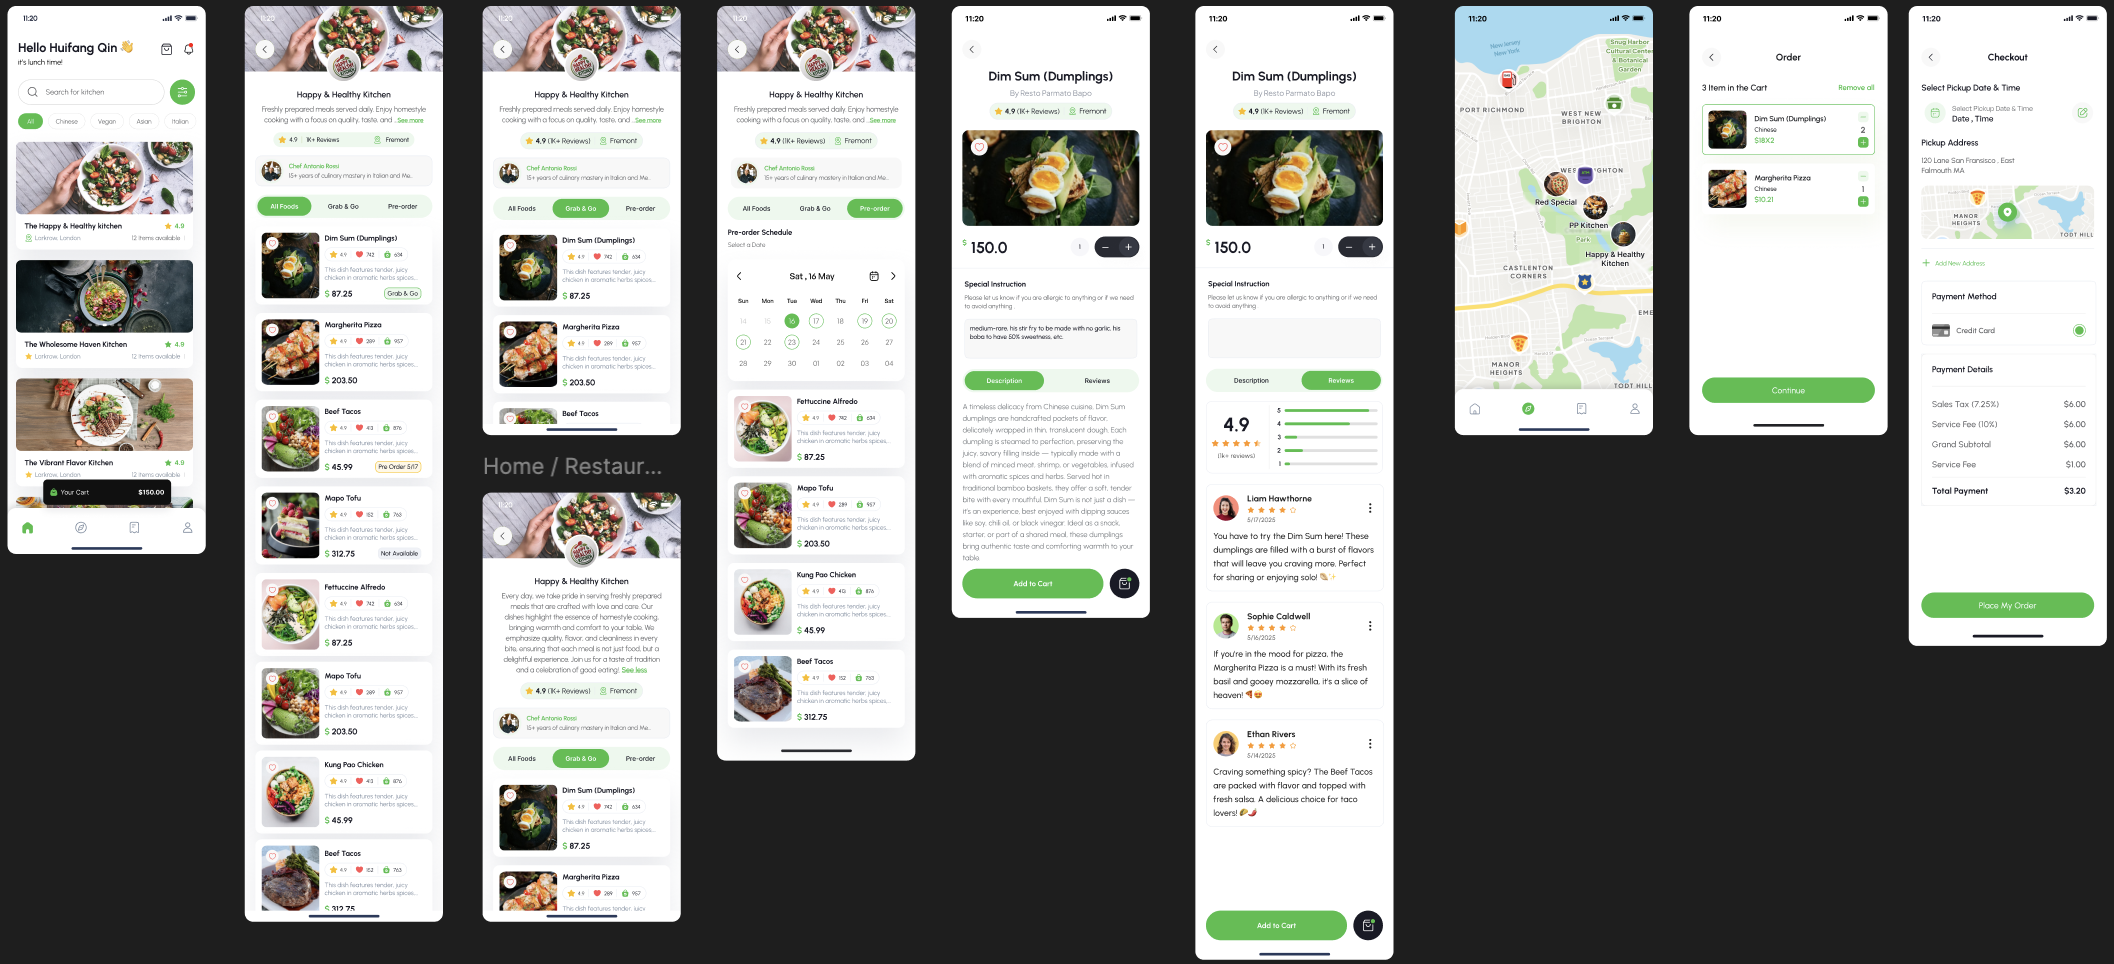 11:20
Hello Huifang Qin 👋
it's lunch time!
Search for kitchen
All
Chinese
Vegan
Asian
Italian
The Happy & Healthy kitchen
4.9
Larkrow, London
12 items available
The Wholesome Haven Kitchen
4.9
Larkrow, London
12 items available
The Vibrant Flavor Kitchen
4.9
Larkrow, London
12 items available
Your Cart
$150.00
11:20
Happy & Healthy Kitchen
Freshly prepared meals served daily. Enjoy homestyle
cooking with a focus on quality, taste, and ..See more
4.9
1K+ Reviews
Fremont
Chef Antonio Rossi
15+ years of culinary mastery in Italian and Me..
All Foods
Grab & Go
Pre-order
Dim Sum (Dumplings)
4.9
742
634
This dish features tender, juicy
chicken in aromatic herbs spices...
$ 87.25
Grab & Go
Margherita Pizza
4.9
289
957
This dish features tender, juicy
chicken in aromatic herbs spices...
$ 203.50
Beef Tacos
4.9
413
876
This dish features tender, juicy
chicken in aromatic herbs spices...
$ 45.99
Pre Order 5/17
Mapo Tofu
4.9
152
763
This dish features tender, juicy
chicken in aromatic herbs spices...
$ 312.75
Not Available
Fettuccine Alfredo
4.9
742
634
This dish features tender, juicy
chicken in aromatic herbs spices...
$ 87.25
Mapo Tofu
4.9
289
957
This dish features tender, juicy
chicken in aromatic herbs spices...
$ 203.50
Kung Pao Chicken
4.9
413
876
This dish features tender, juicy
chicken in aromatic herbs spices...
$ 45.99
Beef Tacos
4.9
152
763
This dish features tender, juicy
chicken in aromatic herbs spices...
$ 312.75
11:20
Happy & Healthy Kitchen
Freshly prepared meals served daily. Enjoy homestyle
cooking with a focus on quality, taste, and ..See more
4.9 (1K+ Reviews)
Fremont
Chef Antonio Rossi
15+ years of culinary mastery in Italian and Me..
All Foods
Grab & Go
Pre-order
Dim Sum (Dumplings)
4.9
742
634
This dish features tender, juicy
chicken in aromatic herbs spices...
$ 87.25
Margherita Pizza
4.9
289
957
This dish features tender, juicy
chicken in aromatic herbs spices...
$ 203.50
Beef Tacos
Home / Restaur...
11:20
Happy & Healthy Kitchen
Every day, we take pride in serving freshly prepared
meals that are crafted with love and care. Our
dishes highlight the essence of homestyle cooking,
bringing warmth and comfort to your table. We
emphasize quality, flavor, and cleanliness in every
bite, ensuring that each meal is not just food, but a
delightful experience. Join us for a taste of tradition
and a celebration of good eating! See less
4.9 (1K+ Reviews)
Fremont
Chef Antonio Rossi
15+ years of culinary mastery in Italian and Me..
All Foods
Grab & Go
Pre-order
Dim Sum (Dumplings)
4.9
742
634
This dish features tender, juicy
chicken in aromatic herbs spices...
$ 87.25
Margherita Pizza
4.9
289
957
This dish features tender, juicy
11:20
Happy & Healthy Kitchen
Freshly prepared meals served daily. Enjoy homestyle
cooking with a focus on quality, taste, and ..See more
4.9 (1K+ Reviews)
Fremont
Chef Antonio Rossi
15+ years of culinary mastery in Italian and Me..
All Foods
Grab & Go
Pre-order
Pre-order Schedule
Select a Date
Sat , 16 May
Sun Mon Tue Wed Thu Fri Sat
14 15 16 17 18 19 20
21 22 23 24 25 26 27
28 29 30 01 02 03 04
Fettuccine Alfredo
4.9
742
634
This dish features tender, juicy
chicken in aromatic herbs spices...
$ 87.25
Mapo Tofu
4.9
289
957
This dish features tender, juicy
chicken in aromatic herbs spices...
$ 203.50
Kung Pao Chicken
4.9
413
876
This dish features tender, juicy
chicken in aromatic herbs spices...
$ 45.99
Beef Tacos
4.9
152
763
This dish features tender, juicy
chicken in aromatic herbs spices...
$ 312.75
11:20
Dim Sum (Dumplings)
By Resto Parmato Bapo
4.9 (1K+ Reviews)
Fremont
$ 150.0
1
Special Instruction
Please let us know if you are allergic to anything or if we need
to avoid anything .
medium-rare, his stir fry to be made with no garlic, his
boba to have 50% sweetness, etc.
Description
Reviews
A timeless delicacy from Chinese cuisine, Dim Sum
dumplings are handcrafted pockets of flavor,
delicately wrapped in thin, translucent dough. Each
dumpling is steamed to perfection, preserving the
juicy, savory filling inside — typically made with a
blend of minced meat, shrimp, or vegetables, infused
with aromatic spices and herbs. Served hot in
traditional bamboo baskets, they offer a soft, tender
bite with every mouthful. Dim Sum is not just a dish —
it's an experience, best enjoyed with dipping sauces
like soy, chili oil, or black vinegar. Ideal as a snack,
starter, or part of a shared meal, these dumplings
bring authentic taste and comforting warmth to your
table.
Add to Cart
11:20
Dim Sum (Dumplings)
By Resto Parmato Bapo
4.9 (1K+ Reviews)
Fremont
$ 150.0
1
Special Instruction
Please let us know if you are allergic to anything or if we need
to avoid anything
Description
Reviews
4.9
(1k+ reviews)
5
4
3
2
1
Liam Hawthorne
5/17/2025
You have to try the Dim Sum here! These
dumplings are filled with a burst of flavors
that will leave you craving more. Perfect
for sharing or enjoying solo! 🥟✨
Sophie Caldwell
5/16/2025
If you're in the mood for pizza, the
Margherita Pizza is a must! With its fresh
basil and gooey mozzarella, it's a slice of
heaven! 🍕😍
Ethan Rivers
5/14/2025
Craving something spicy? The Beef Tacos
are packed with flavor and topped with
fresh salsa. A delicious choice for taco
lovers! 🌮🌶️
Add to Cart
11:20
New Jersey
New York
Snug Harbor
Cultural Center
& Botanical
Garden
PORT RICHMOND
WEST NEW
BRIGHTON
Red Special
PP Kitchen
Park
Happy & Healthy
Kitchen
CASTLETON
CORNERS
EME
MANOR
HEIGHTS
TODT HILL
11:20
Order
3 Item in the Cart
Remove all
Dim Sum (Dumplings)
Chinese
$18X2
2
Margherita Pizza
Chinese
$10.21
1
Continue
11:20
Checkout
Select Pickup Date & Time
Select Pickup Date & Time
Date , Time
Pickup Address
120 Lane San Fransisco , East
Falmouth MA
MANOR
HEIGHTS
TODT HILL
Add New Address
Payment Method
Credit Card
Payment Details
Sales Tax (7.25%)
$6.00
Service Fee (10%)
$6.00
Grand Subtotal
$6.00
Service Fee
$1.00
Total Payment
$3.20
Place My Order